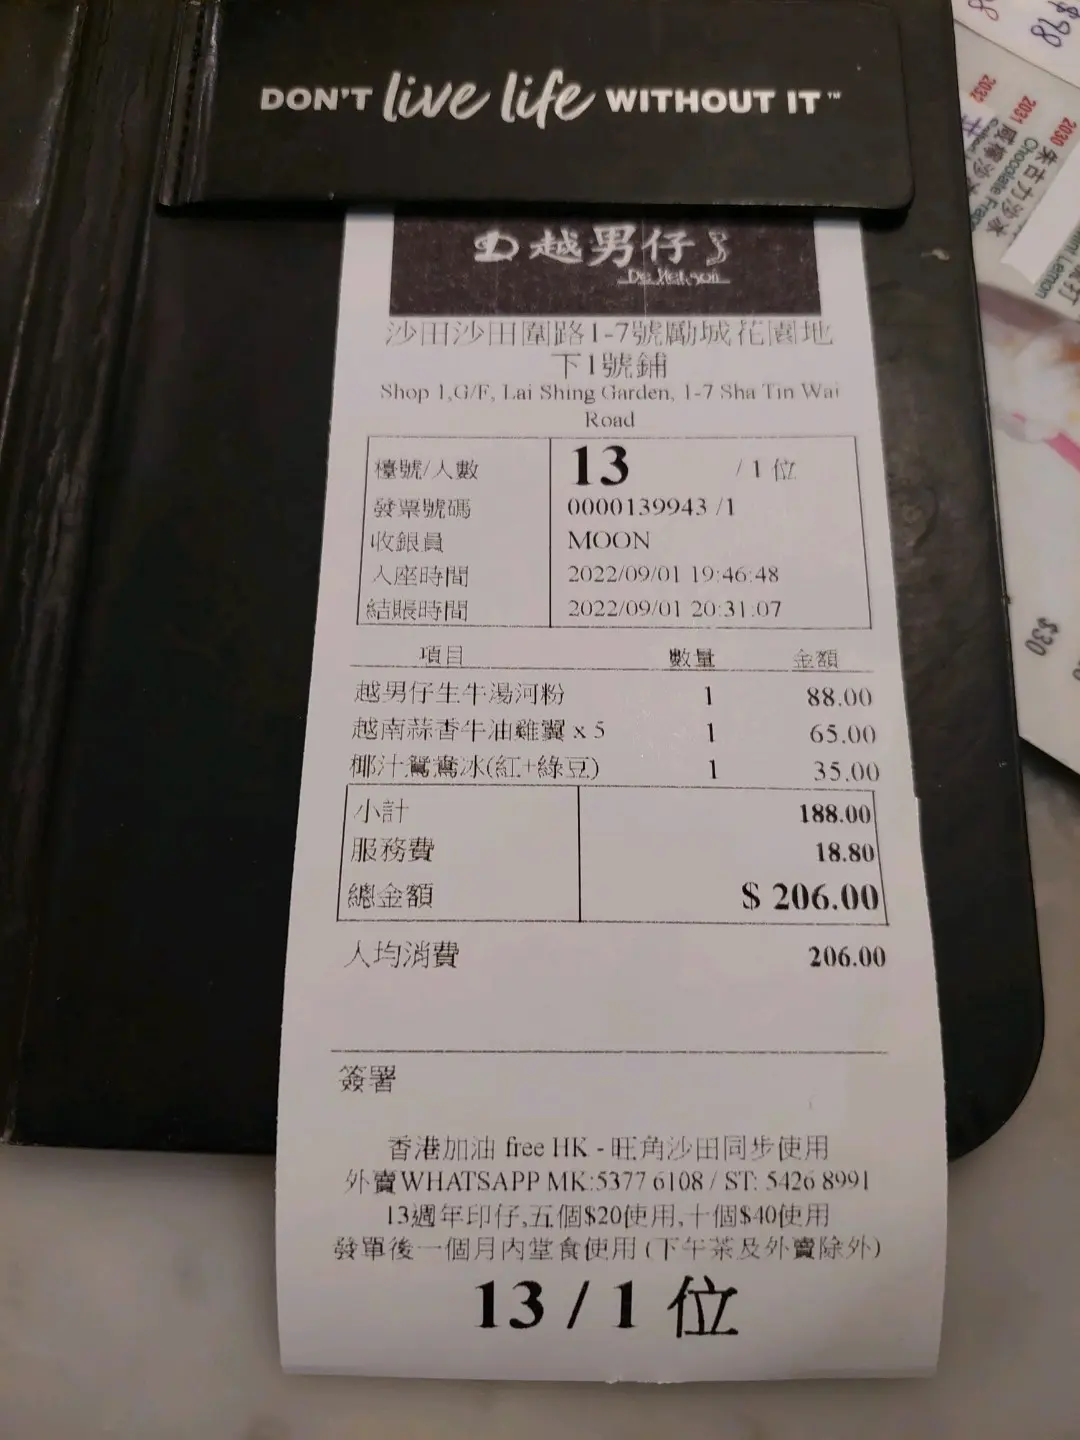 DON'T live life WITHOUT IT™
越男仔
De Yelson
沙田沙田圍路1-7號勵城花園地
下1號鋪
Shop 1,G/F, Lai Shing Garden, 1-7 Sha Tin Wai
Road
檯號/人數 13 / 1 位
發票號碼 0000139943 /1
收銀員 MOON
入座時間 2022/09/01 19:46:48
結賬時間 2022/09/01 20:31:07
項目 數量 金額
越男仔生牛湯河粉 1 88.00
越南蒜香牛油雞翼 x 5 1 65.00
椰汁鴛鴦冰(紅+綠豆) 1 35.00
小計 188.00
服務費 18.80
總金額 $ 206.00
人均消費 206.00
簽署
香港加油 free HK - 旺角沙田同步使用
外賣WHATSAPP MK:5377 6108 / ST: 5426 8991
13週年印仔,五個$20使用,十個$40使用
發單後一個月內堂食使用 (下午茶及外賣除外)
13 / 1 位
$98
2030 朱古力沙冰
2031
2032
Lemon
$30